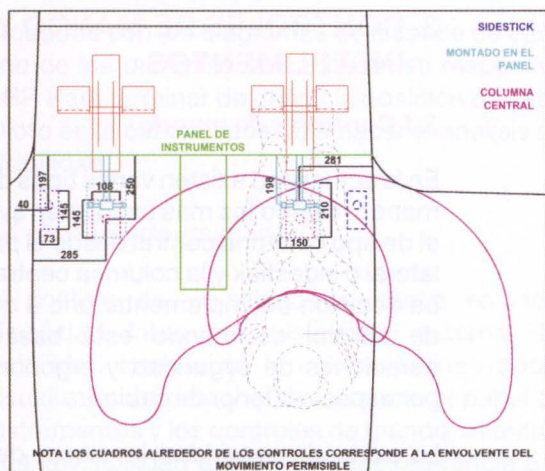 SIDESTICK
MONTADO EN EL
PANEL
COLUMNA
CENTRAL
PANEL DE
INSTRUMENTOS
281
197
108
250
198
40
145
145
210
73
150
285
NOTA LOS CUADROS ALREDEDOR DE LOS CONTROLES CORRESPONDE A LA ENVOLVENTE DEL
MOVIMIENTO PERMISIBLE